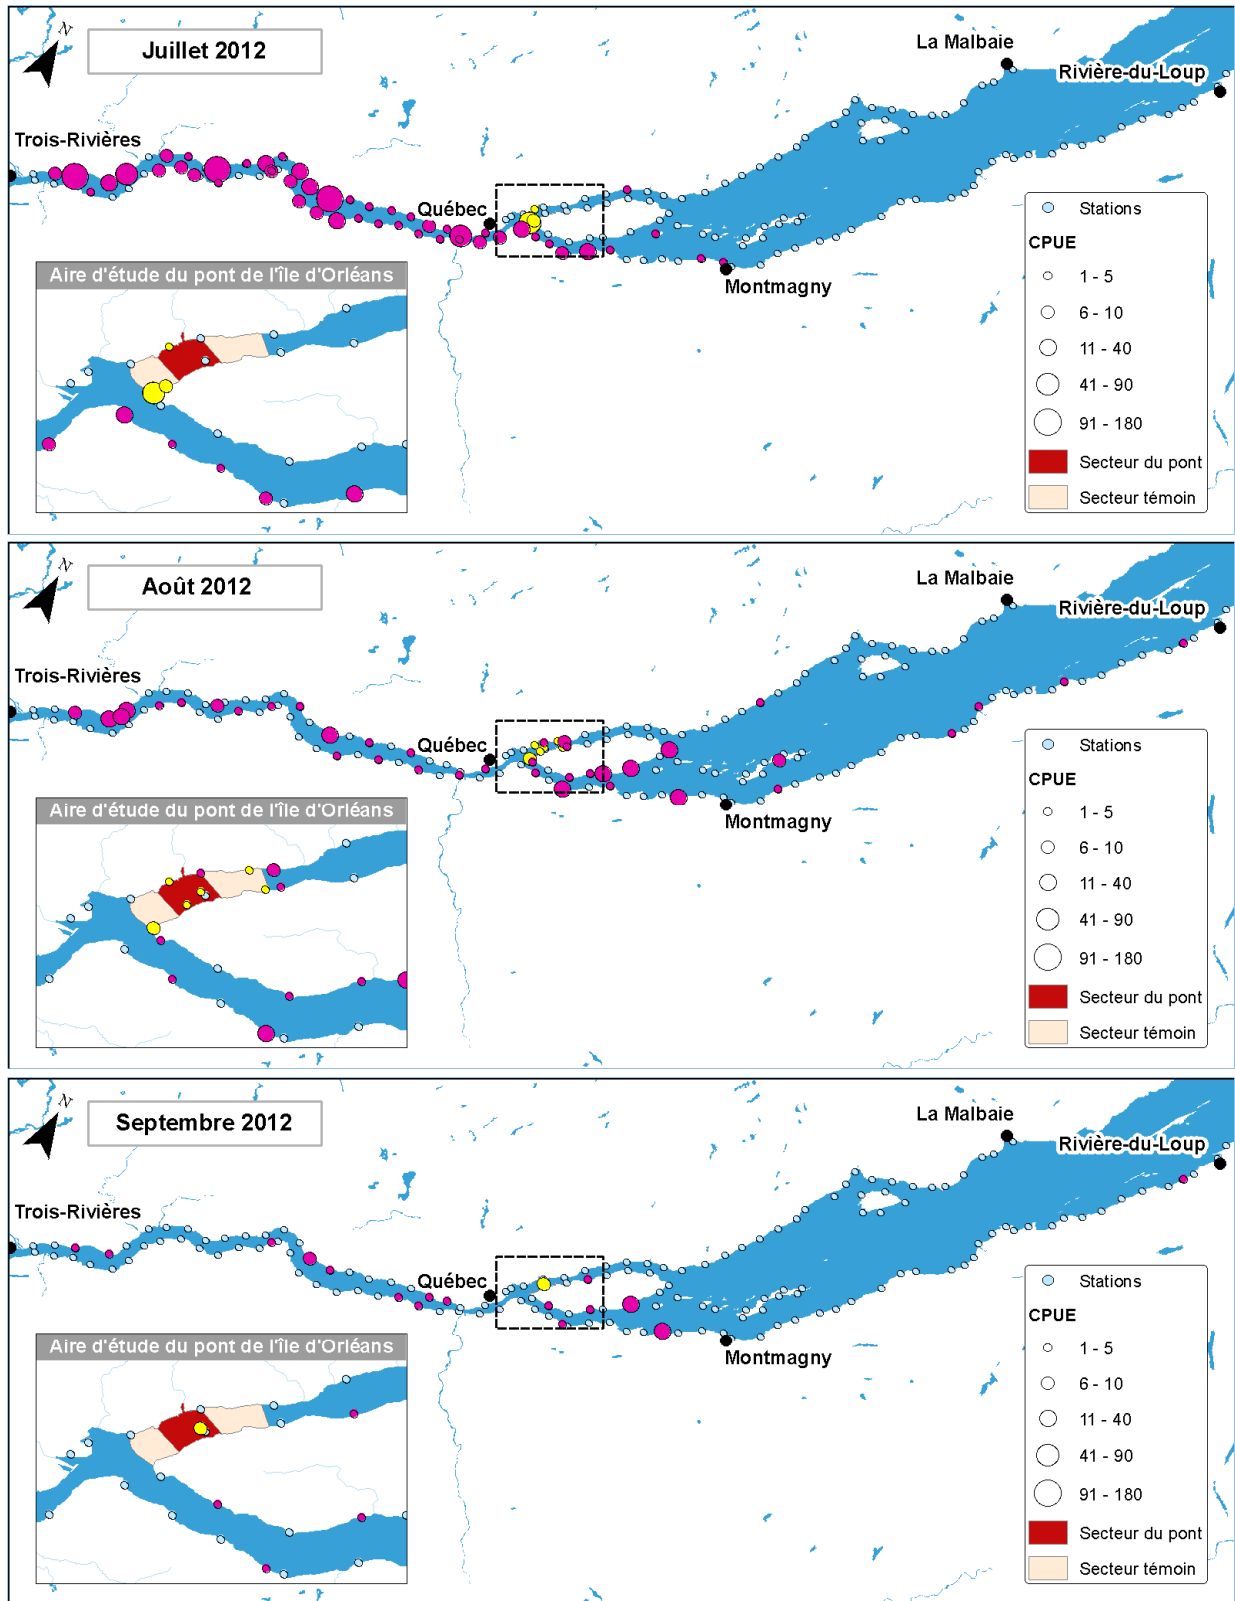 N
Juillet 2012
La Malbaie
Rivière-du-Loup
Trois-Rivières
Québec
Montmagny
Aire d'étude du pont de l'île d'Orléans
Stations
CPUE
1 - 5
6 - 10
11 - 40
41 - 90
91 - 180
Secteur du pont
Secteur témoin
N
Août 2012
La Malbaie
Rivière-du-Loup
Trois-Rivières
Québec
Montmagny
Aire d'étude du pont de l'île d'Orléans
Stations
CPUE
1 - 5
6 - 10
11 - 40
41 - 90
91 - 180
Secteur du pont
Secteur témoin
N
Septembre 2012
La Malbaie
Rivière-du-Loup
Trois-Rivières
Québec
Montmagny
Aire d'étude du pont de l'île d'Orléans
Stations
CPUE
1 - 5
6 - 10
11 - 40
41 - 90
91 - 180
Secteur du pont
Secteur témoin